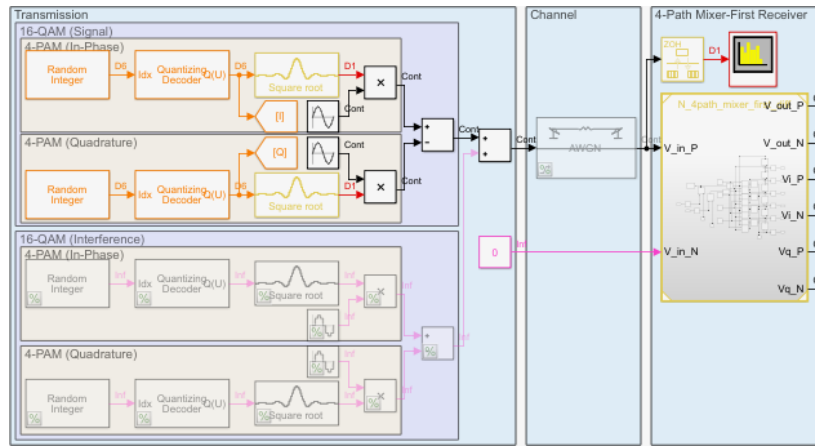 Transmission
16-QAM (Signal)
4-PAM (In-Phase)
Random Integer
D6
Idx Quantizing Decoder Q(U)
D6
Square root
D1
×
Cont
[I]
Cont
4-PAM (Quadrature)
[Q]
Cont
Random Integer
D6
Idx Quantizing Decoder Q(U)
D6
Square root
D1
×
Cont
+
−
Cont
+
+
Cont
16-QAM (Interference)
4-PAM (In-Phase)
Random Integer
Inf
Idx Quantizing Decoder Q(U)
Inf
Square root
Inf
×
Inf
Inf
4-PAM (Quadrature)
Inf
Random Integer
Inf
Idx Quantizing Decoder Q(U)
Inf
Square root
Inf
×
Inf
+
0
Inf
Channel
AWGN
Cont
4-Path Mixer-First Receiver
ZOH
D1
N_4path_mixer_first
V_in_P
V_in_N
V_out_P
V_out_N
Vi_P
Vi_N
Vq_P
Vq_N